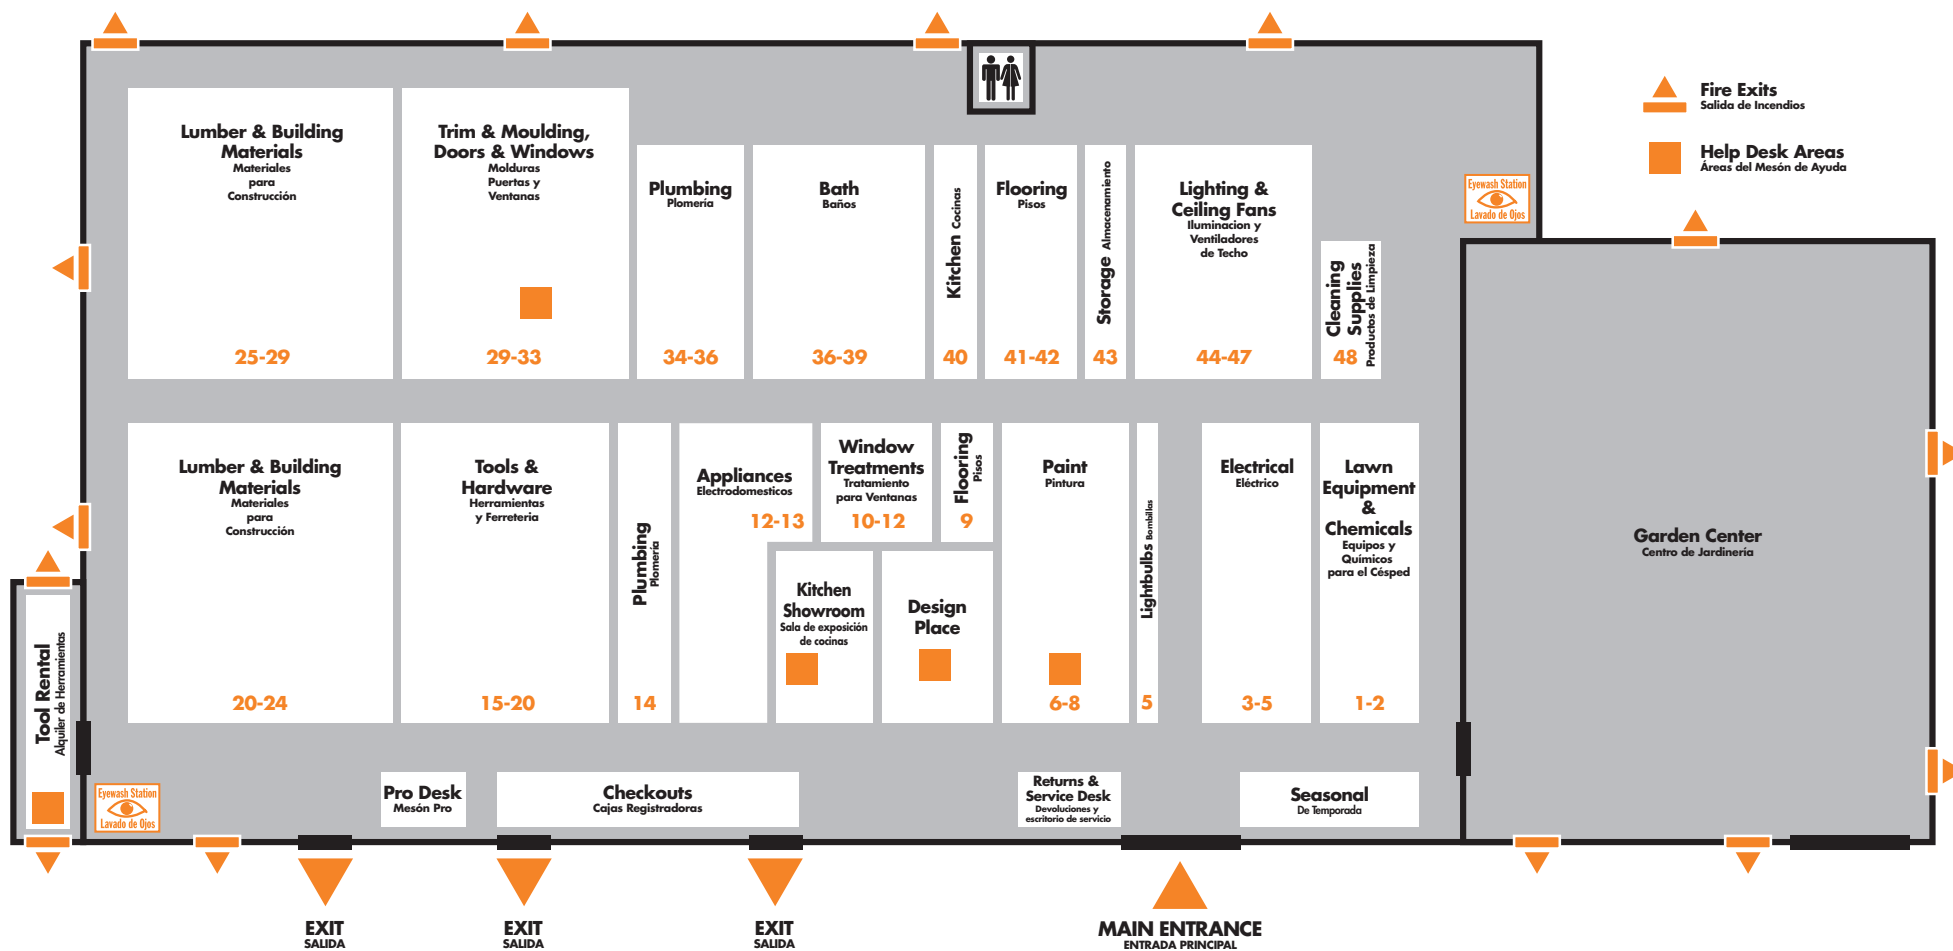 Fire Exits
Salida de Incendios
Help Desk Areas
Áreas del Mesón de Ayuda
Eyewash Station
Lavado de Ojos
Lumber & Building
Materials
Materiales
para
Construcción
25-29
Trim & Moulding,
Doors & Windows
Molduras
Puertas y
Ventanas
29-33
Plumbing
Plomería
34-36
Bath
Baños
36-39
Kitchen Cocinas
40
Flooring
Pisos
41-42
Storage Almacenamiento
43
Lighting &
Ceiling Fans
Iluminacion y
Ventiladores
de Techo
44-47
Cleaning
Supplies
Productos de Limpieza
48
Lumber & Building
Materials
Materiales
para
Construcción
20-24
Tools &
Hardware
Herramientas
y Ferreteria
15-20
Plumbing
Plomería
14
Appliances
Electrodomesticos
12-13
Window
Treatments
Tratamiento
para Ventanas
10-12
Flooring
Pisos
9
Kitchen
Showroom
Sala de exposición
de cocinas
Design
Place
Paint
Pintura
6-8
Lightbulbs Bombillas
5
Electrical
Eléctrico
3-5
Lawn
Equipment
&
Chemicals
Equipos y
Químicos
para el Césped
1-2
Garden Center
Centro de Jardinería
Tool Rental
Alquiler de Herramientas
Eyewash Station
Lavado de Ojos
Pro Desk
Mesón Pro
Checkouts
Cajas Registradoras
Returns &
Service Desk
Devoluciones y
escritorio de servicio
Seasonal
De Temporada
EXIT
SALIDA
EXIT
SALIDA
EXIT
SALIDA
MAIN ENTRANCE
ENTRADA PRINCIPAL